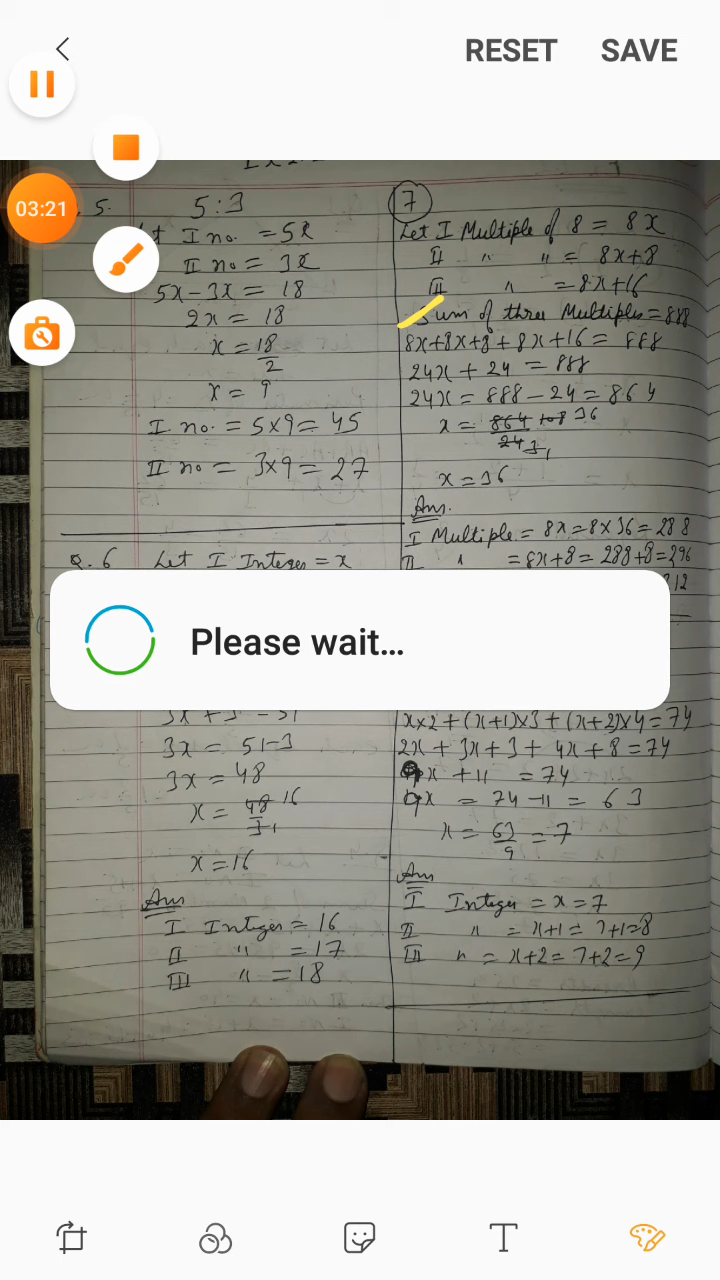 RESET SAVE
03:21
5. 5:3
Let I no. = 5x
II no = 3x
5x - 3x = 18
2x = 18
x = 18
2
x = 9
I no. = 5x9 = 45
II no = 3x9 = 27
Q.6 Let I Integer = x
3x = 51-3
3x = 48
x = 48 16
3 1
x = 16
Ans
I Integer = 16
II " = 17
III " = 18
7
Let I Multiple of 8 = 8x
II " " = 8x+8
" = 8x+16
Sum of three Multiples = 888
8x+8x+8+8x+16 = 888
24x + 24 = 888
24x = 888 - 24 = 864
x = 864 108 36
24 3 1
x = 36
Ans.
I Multiple = 8x = 8x36 = 288
II " = 8x+8 = 288+8 = 296
312
Please wait...
xx2+(x+1)x3+(x+2)x4=74
2x + 3x+3+ 4x+8=74
9x + 11 = 74
9x = 74-11 = 63
x = 63 = 7
9
Ans
I Integer = x = 7
II " = x+1 = 7+1=8
III " = x+2 = 7+2=9
T